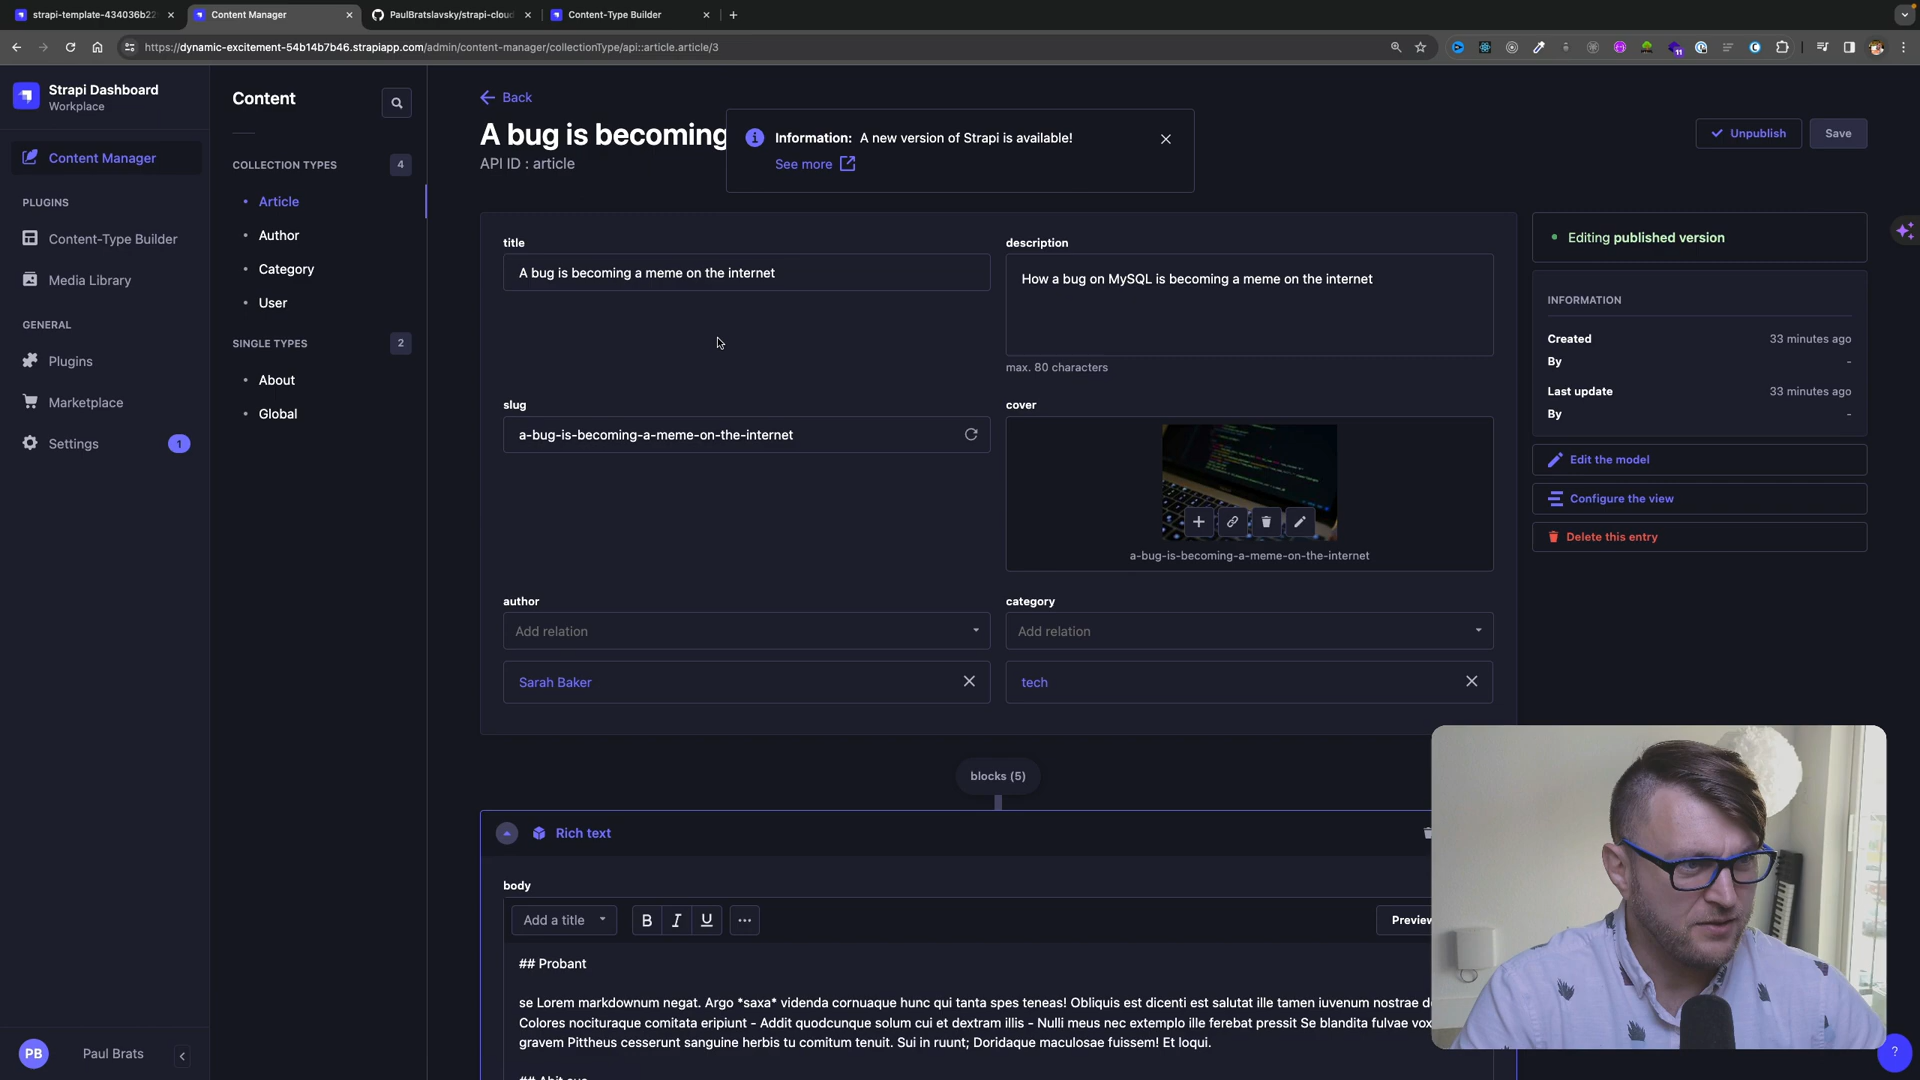 strapi-template-434036b22
Content Manager
PaulBratslavsky/strapi-cloud
Content-Type Builder
https://dynamic-excitement-54b14b7b46.strapiapp.com/admin/content-manager/collectionType/api::article.article/3
11
Strapi Dashboard
Workplace
Content Manager
PLUGINS
Content-Type Builder
Media Library
GENERAL
Plugins
Marketplace
Settings
1
PB
Paul Brats
Content
COLLECTION TYPES
4
Article
Author
Category
User
SINGLE TYPES
2
About
Global
Back
A bug is becoming
API ID : article
Information: A new version of Strapi is available!
See more
Unpublish
Save
title
A bug is becoming a meme on the internet
description
How a bug on MySQL is becoming a meme on the internet
max. 80 characters
slug
a-bug-is-becoming-a-meme-on-the-internet
cover
a-bug-is-becoming-a-meme-on-the-internet
author
Add relation
Sarah Baker
category
Add relation
tech
Editing published version
INFORMATION
Created
33 minutes ago
By
-
Last update
33 minutes ago
By
-
Edit the model
Configure the view
Delete this entry
blocks (5)
Rich text
body
Add a title
B I U
Preview
## Probant
se Lorem markdownum negat. Argo *saxa* videnda cornuaque hunc qui tanta spes teneas! Obliquis est dicenti est salutat ille tamen iuvenum nostrae
Colores nocituraque comitata eripiunt - Addit quodcunque solum cui et dextram illis - Nulli meus nec extemplo ille ferebat pressit Se blandita fulvae
gravem Pittheus cesserunt sanguine herbis tu comitum tenuit. Sui in ruunt; Doridaque maculosae fuissem! Et loqui.
?